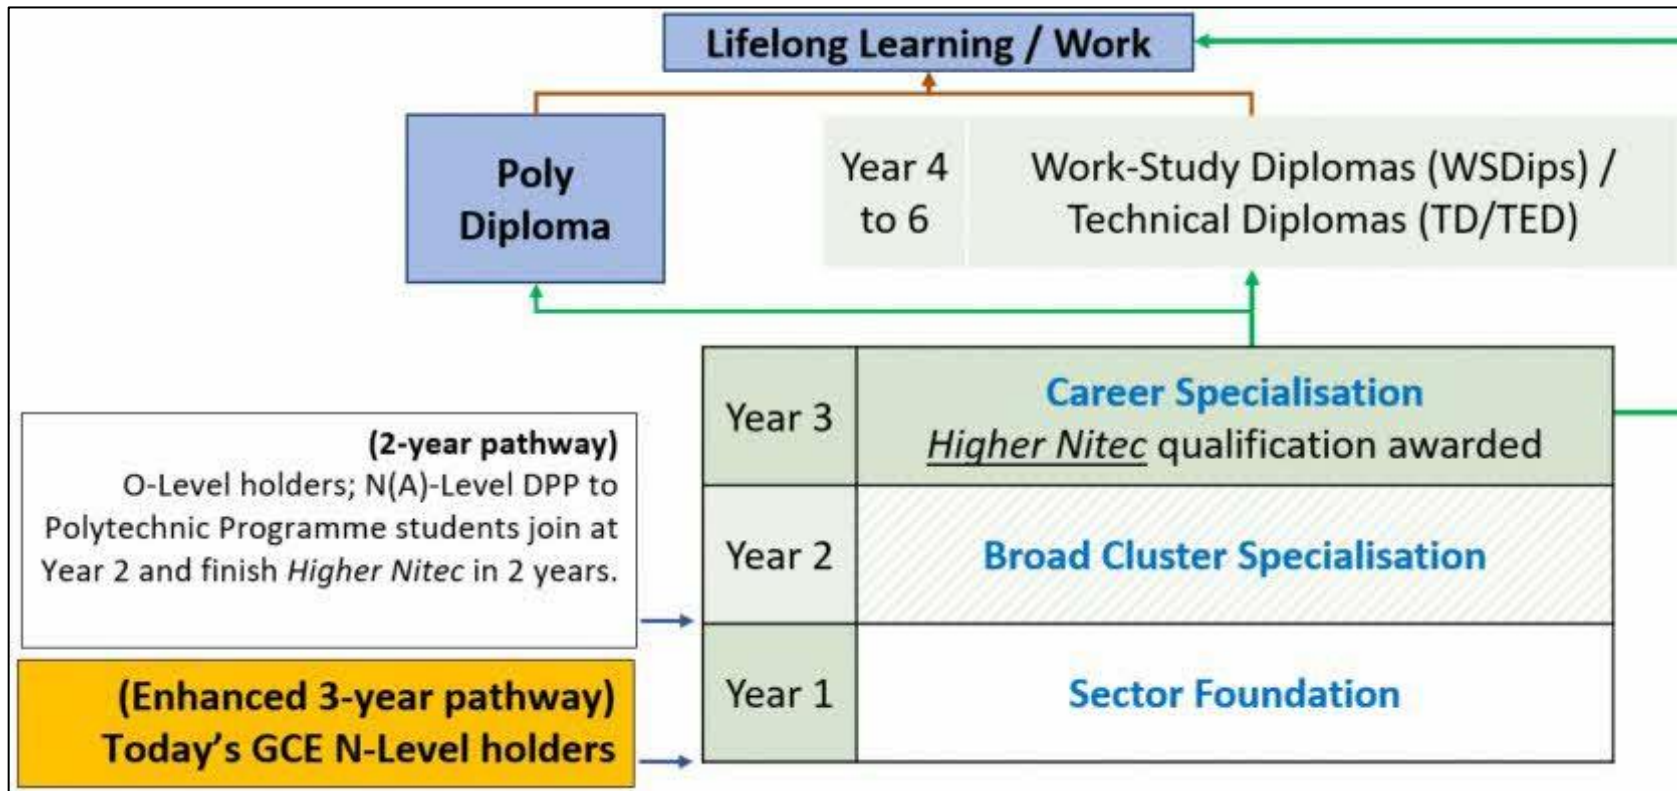 Lifelong Learning / Work
Poly
Diploma
Year 4
to 6
Work-Study Diplomas (WSDips) /
Technical Diplomas (TD/TED)
(2-year pathway)
O-Level holders; N(A)-Level DPP to
Polytechnic Programme students join at
Year 2 and finish Higher Nitec in 2 years.
Year 3
Career Specialisation
Higher Nitec qualification awarded
Year 2
Broad Cluster Specialisation
(Enhanced 3-year pathway)
Today’s GCE N-Level holders
Year 1
Sector Foundation